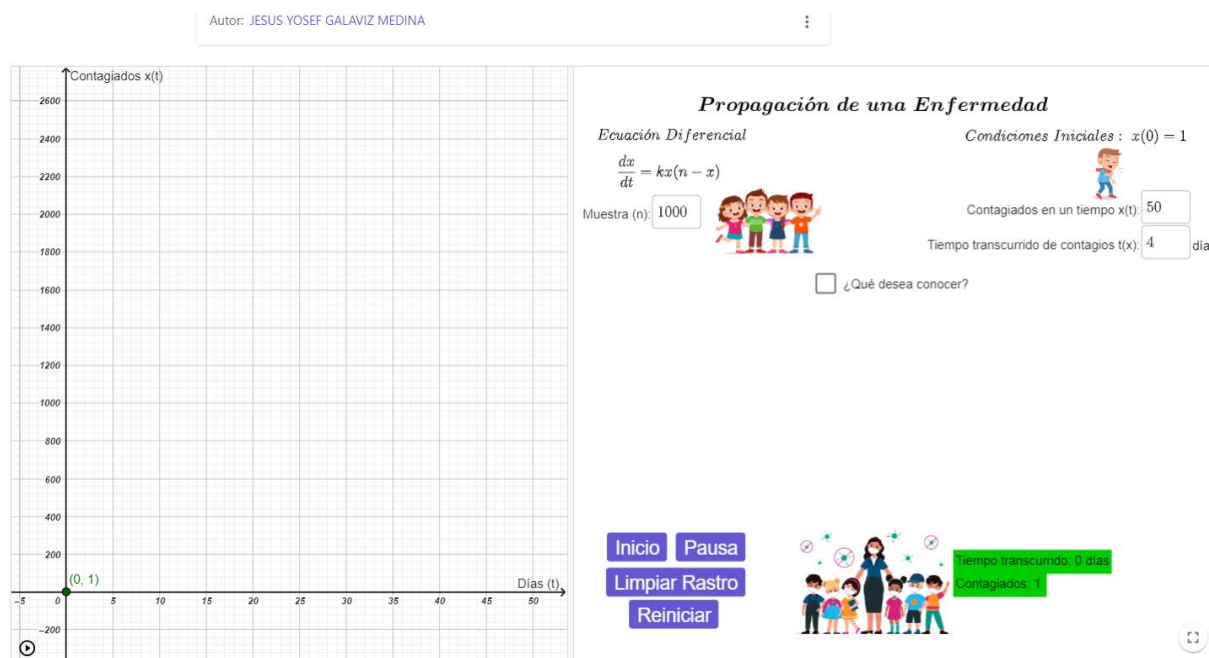 Autor: JESUS YOSEF GALAVIZ MEDINA
Contagiados x(t)
2600
2400
2200
2000
1800
1600
1400
1200
1000
800
600
400
200
(0, 1)
Días (t)
−5 0 5 10 15 20 25 30 35 40 45 50
−200
Propagación de una Enfermedad
Ecuación Diferencial
dx/dt = kx(n − x)
Muestra (n): 1000
Condiciones Iniciales : x(0) = 1
Contagiados en un tiempo x(t): 50
Tiempo transcurrido de contagios t(x): 4 día
¿Qué desea conocer?
Inicio Pausa
Limpiar Rastro
Reiniciar
Tiempo transcurrido: 0 días
Contagiados: 1